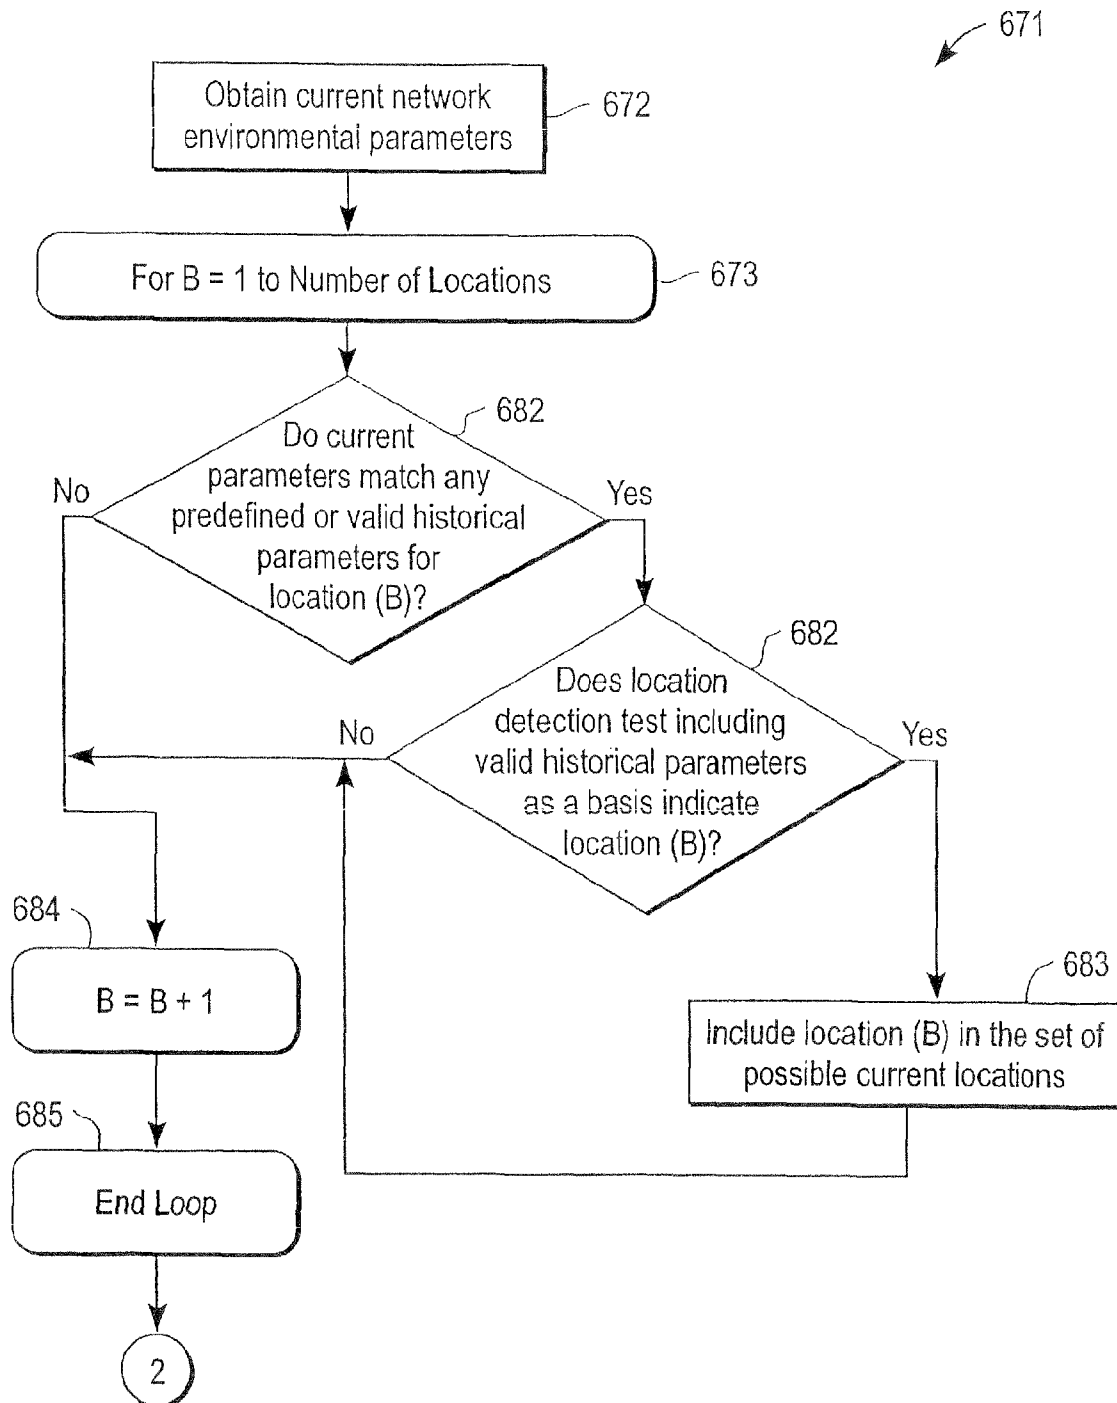 671
Obtain current network
environmental parameters
672
For B = 1 to Number of Locations
673
682
Do current
parameters match any
predefined or valid historical
parameters for
location (B)?
No
Yes
682
Does location
detection test including
valid historical parameters
as a basis indicate
location (B)?
No
Yes
684
B = B + 1
683
Include location (B) in the set of
possible current locations
685
End Loop
2